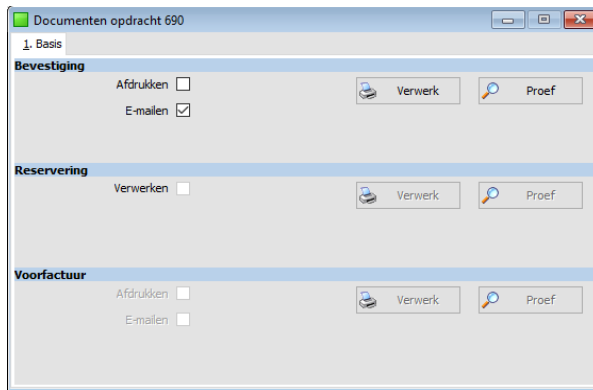 Documenten opdracht 690
1. Basis
Bevestiging
Afdrukken Verwerk Proef
E-mailen
Reservering
Verwerken Verwerk Proef
Voorfactuur
Afdrukken Verwerk Proef
E-mailen